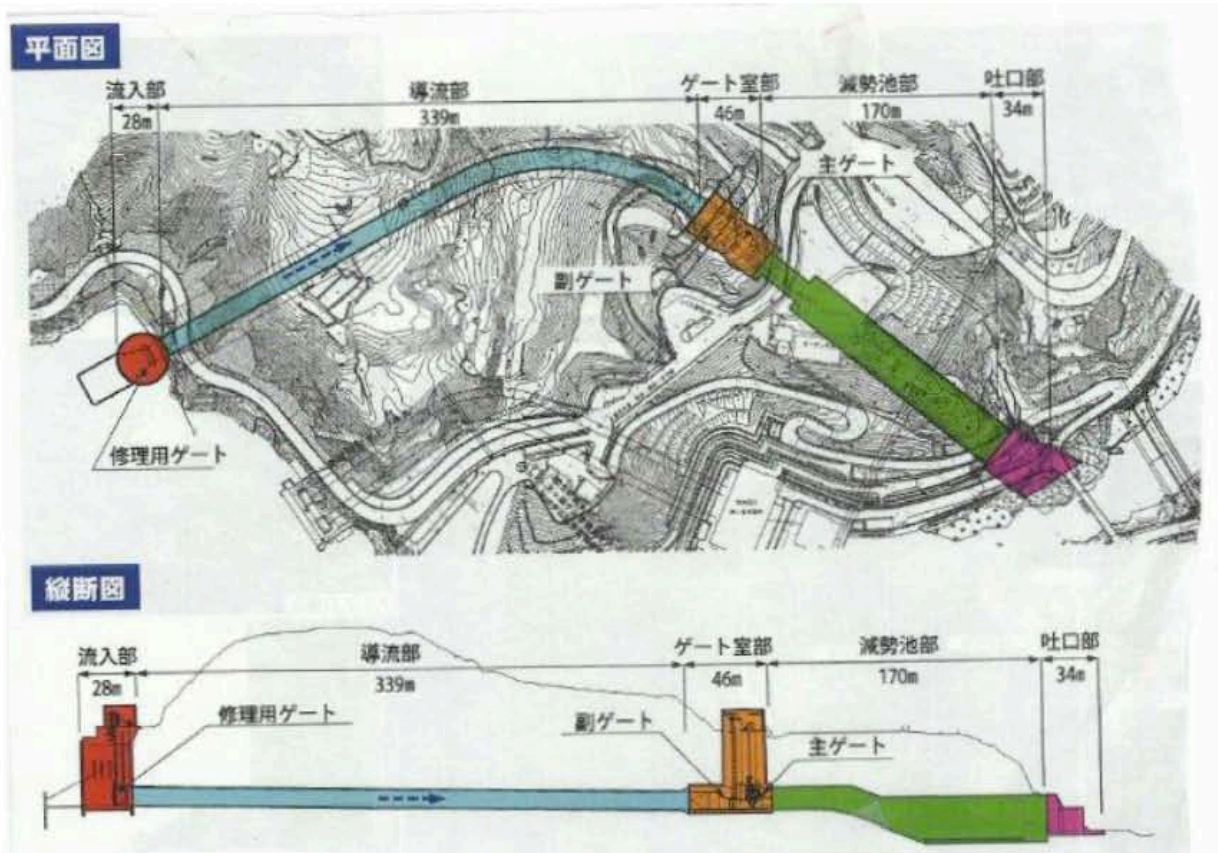 平面図
流入部
28m
導流部
339m
ゲート室部
46m
減勢池部
170m
吐口部
34m
主ゲート
副ゲート
修理用ゲート
縦断図
流入部
28m
導流部
339m
ゲート室部
46m
減勢池部
170m
吐口部
34m
修理用ゲート
副ゲート
主ゲート